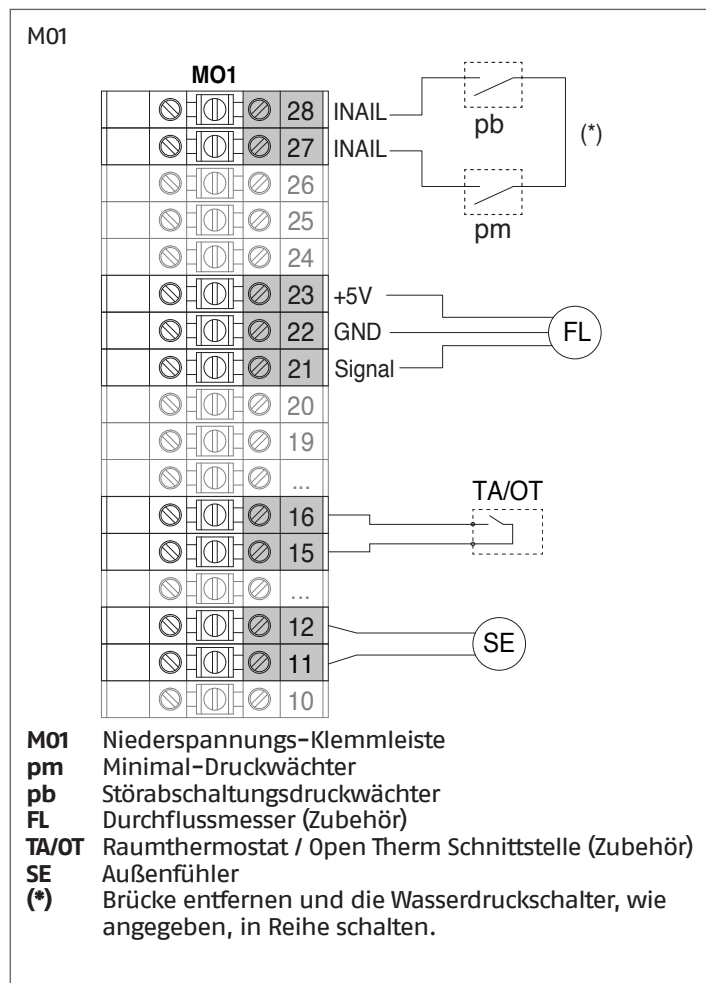 M01
MO1
28 INAIL
pb
(*)
27 INAIL
26
pm
25
24
23 +5V
22 GND
FL
21 Signal
20
19
...
TA/OT
16
15
...
12
SE
11
10
M01 Niederspannungs-Klemmleiste
pm Minimal-Druckwächter
pb Störabschaltungsdruckwächter
FL Durchflussmesser (Zubehör)
TA/OT Raumthermostat / Open Therm Schnittstelle (Zubehör)
SE Außenfühler
(*) Brücke entfernen und die Wasserdruckschalter, wie
angegeben, in Reihe schalten.